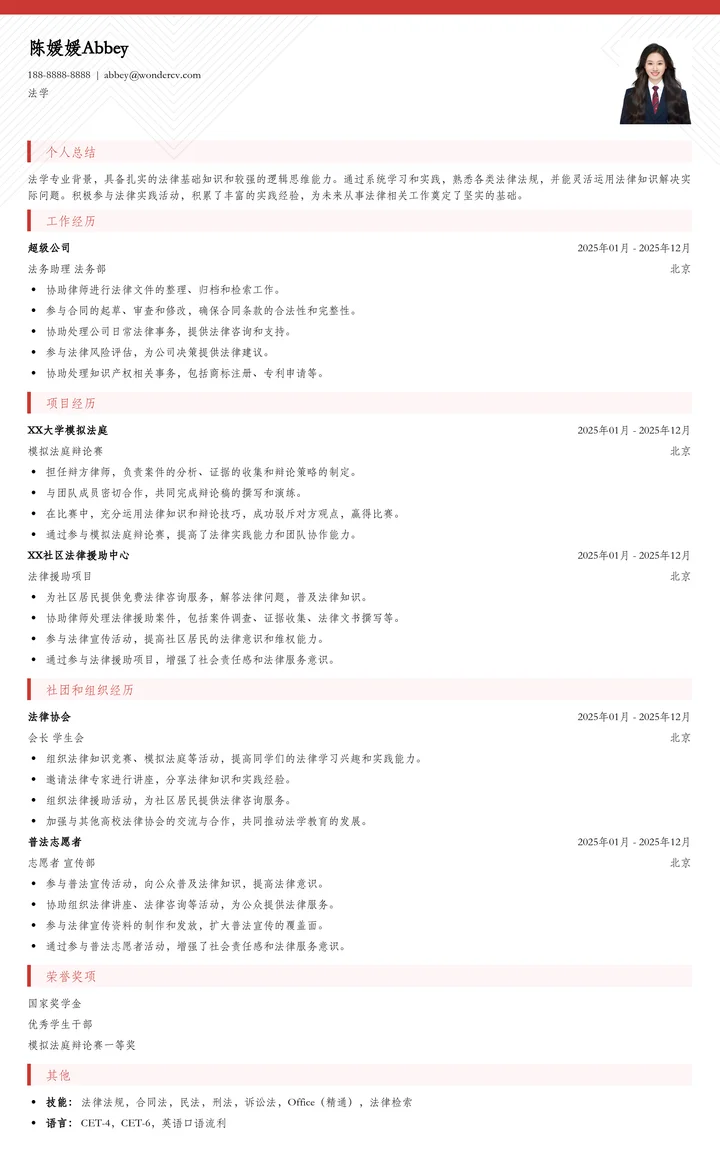 陈媛媛Abbey
188-8888-8888 | abbey@wondercv.com
法学
个人总结
法学专业背景，具备扎实的法律基础知识和较强的逻辑思维能力。通过系统学习和实践，熟悉各类法律法规，并能灵活运用法律知识解决实
际问题。积极参与法律实践活动，积累了丰富的实践经验，为未来从事法律相关工作奠定了坚实的基础。
工作经历
超级公司 2025年01月 - 2025年12月
法务助理 法务部 北京
• 协助律师进行法律文件的整理、归档和检索工作。
• 参与合同的起草、审查和修改，确保合同条款的合法性和完整性。
• 协助处理公司日常法律事务，提供法律咨询和支持。
• 参与法律风险评估，为公司决策提供法律建议。
• 协助处理知识产权相关事务，包括商标注册、专利申请等。
项目经历
XX大学模拟法庭 2025年01月 - 2025年12月
模拟法庭辩论赛 北京
• 担任辩方律师，负责案件的分析、证据的收集和辩论策略的制定。
• 与团队成员密切合作，共同完成辩论稿的撰写和演练。
• 在比赛中，充分运用法律知识和辩论技巧，成功驳斥对方观点，赢得比赛。
• 通过参与模拟法庭辩论赛，提高了法律实践能力和团队协作能力。
XX社区法律援助中心 2025年01月 - 2025年12月
法律援助项目 北京
• 为社区居民提供免费法律咨询服务，解答法律问题，普及法律知识。
• 协助律师处理法律援助案件，包括案件调查、证据收集、法律文书撰写等。
• 参与法律宣传活动，提高社区居民的法律意识和维权能力。
• 通过参与法律援助项目，增强了社会责任感和法律服务意识。
社团和组织经历
法律协会 2025年01月 - 2025年12月
会长 学生会 北京
• 组织法律知识竞赛、模拟法庭等活动，提高同学们的法律学习兴趣和实践能力。
• 邀请法律专家进行讲座，分享法律知识和实践经验。
• 组织法律援助活动，为社区居民提供法律咨询服务。
• 加强与其他高校法律协会的交流与合作，共同推动法学教育的发展。
普法志愿者 2025年01月 - 2025年12月
志愿者 宣传部 北京
• 参与普法宣传活动，向公众普及法律知识，提高法律意识。
• 协助组织法律讲座、法律咨询等活动，为公众提供法律服务。
• 参与法律宣传资料的制作和发放，扩大普法宣传的覆盖面。
• 通过参与普法志愿者活动，增强了社会责任感和法律服务意识。
荣誉奖项
国家奖学金
优秀学生干部
模拟法庭辩论赛一等奖
其他
• 技能： 法律法规，合同法，民法，刑法，诉讼法，Office（精通），法律检索
• 语言： CET-4，CET-6，英语口语流利